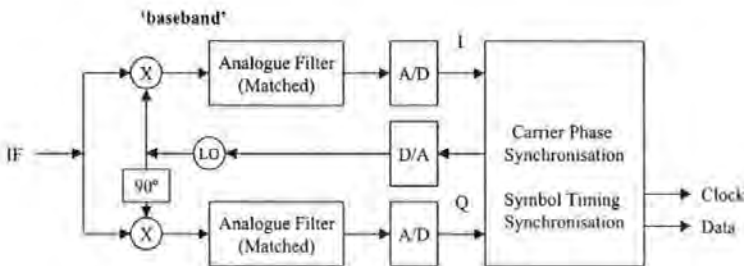 'baseband'
X
Analogue Filter
(Matched)
A/D
I
IF
90°
LO
D/A
Carrier Phase
Synchronisation
Symbol Timing
Synchronisation
Clock
Data
X
Analogue Filter
(Matched)
A/D
Q